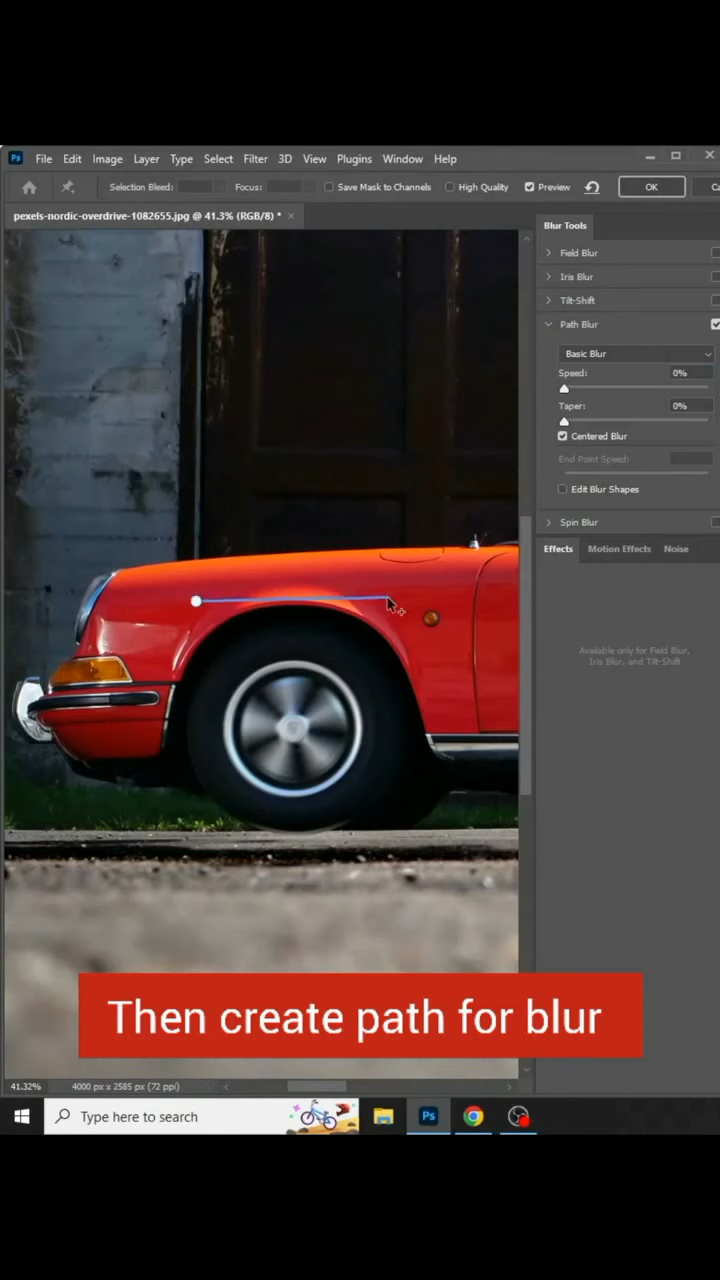 Ps File Edit Image Layer Type Select Filter 3D View Plugins Window Help
Selection Bleed: Focus: Save Mask to Channels High Quality Preview OK Ca
pexels-nordic-overdrive-1082655.jpg @ 41.3% (RGB/8) * ×
Blur Tools
Field Blur
Iris Blur
Tilt-Shift
Path Blur
Basic Blur
Speed: 0%
Taper: 0%
Centered Blur
End Point Speed:
Edit Blur Shapes
Spin Blur
Effects Motion Effects Noise
Available only for Field Blur,
Iris Blur, and Tilt-Shift
Then create path for blur
41.32% 4000 px x 2585 px (72 ppi)
Type here to search Ps